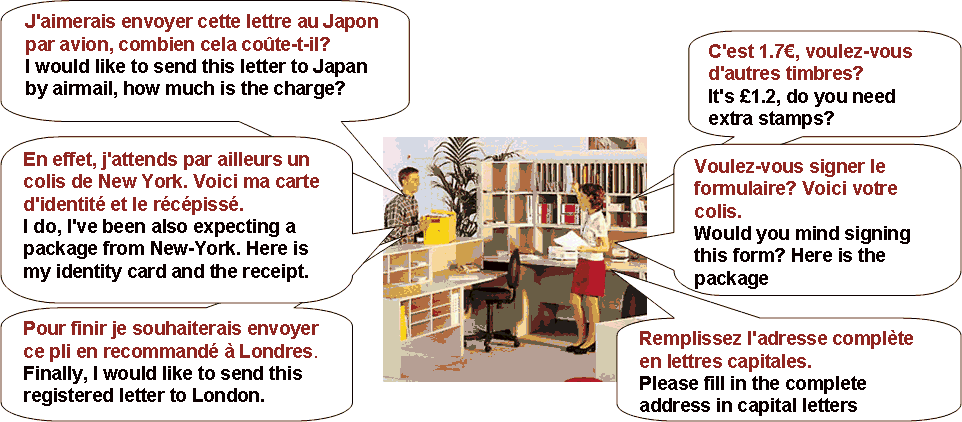 J'aimerais envoyer cette lettre au Japon
par avion, combien cela coûte-t-il?
I would like to send this letter to Japan
by airmail, how much is the charge?
C'est 1.7€, voulez-vous
d'autres timbres?
It's £1.2, do you need
extra stamps?
En effet, j'attends par ailleurs un
colis de New York. Voici ma carte
d'identité et le récépissé.
I do, I've been also expecting a
package from New-York. Here is
my identity card and the receipt.
Voulez-vous signer le
formulaire? Voici votre
colis.
Would you mind signing
this form? Here is the
package
Pour finir je souhaiterais envoyer
ce pli en recommandé à Londres.
Finally, I would like to send this
registered letter to London.
Remplissez l'adresse complète
en lettres capitales.
Please fill in the complete
address in capital letters